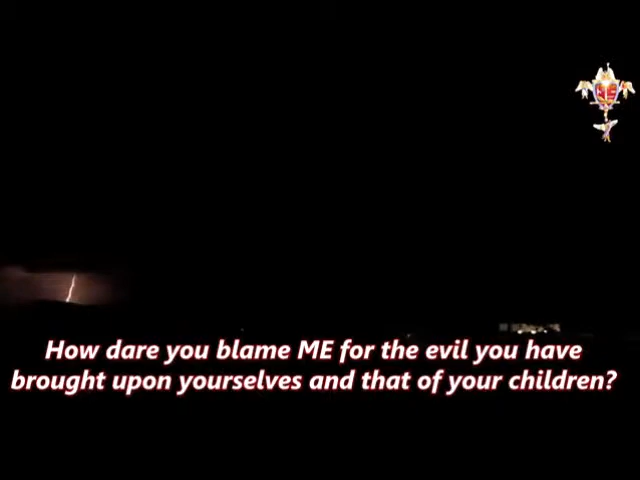 How dare you blame ME for the evil you have
brought upon yourselves and that of your children?